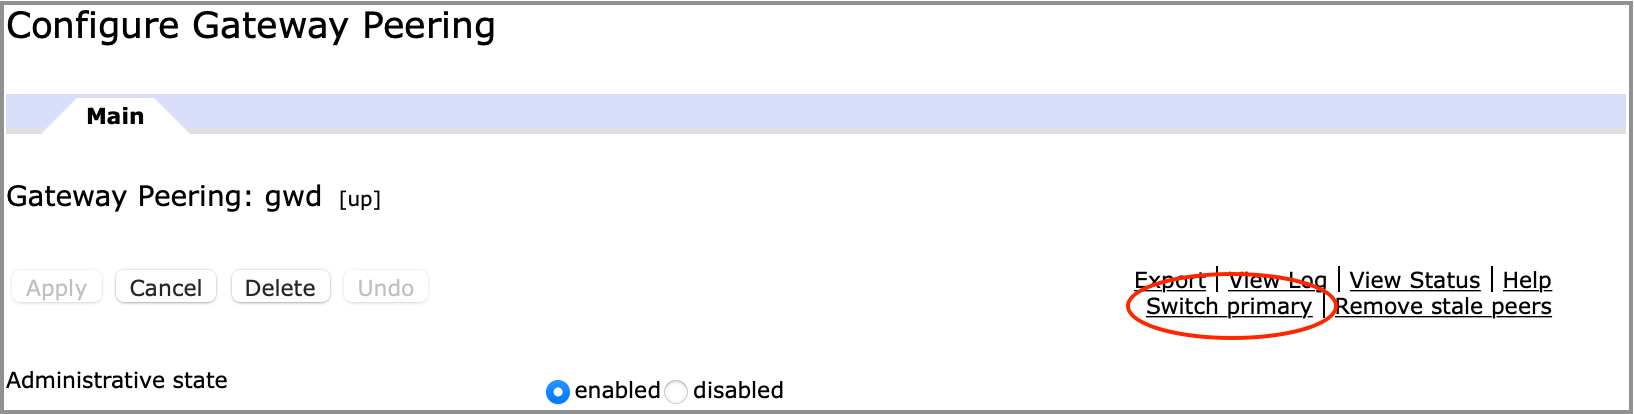 Configure Gateway Peering
Main
Gateway Peering: gwd [up]
Apply Cancel Delete Undo
Export | View Log | View Status | Help
Switch primary | Remove stale peers
Administrative state
enabled disabled